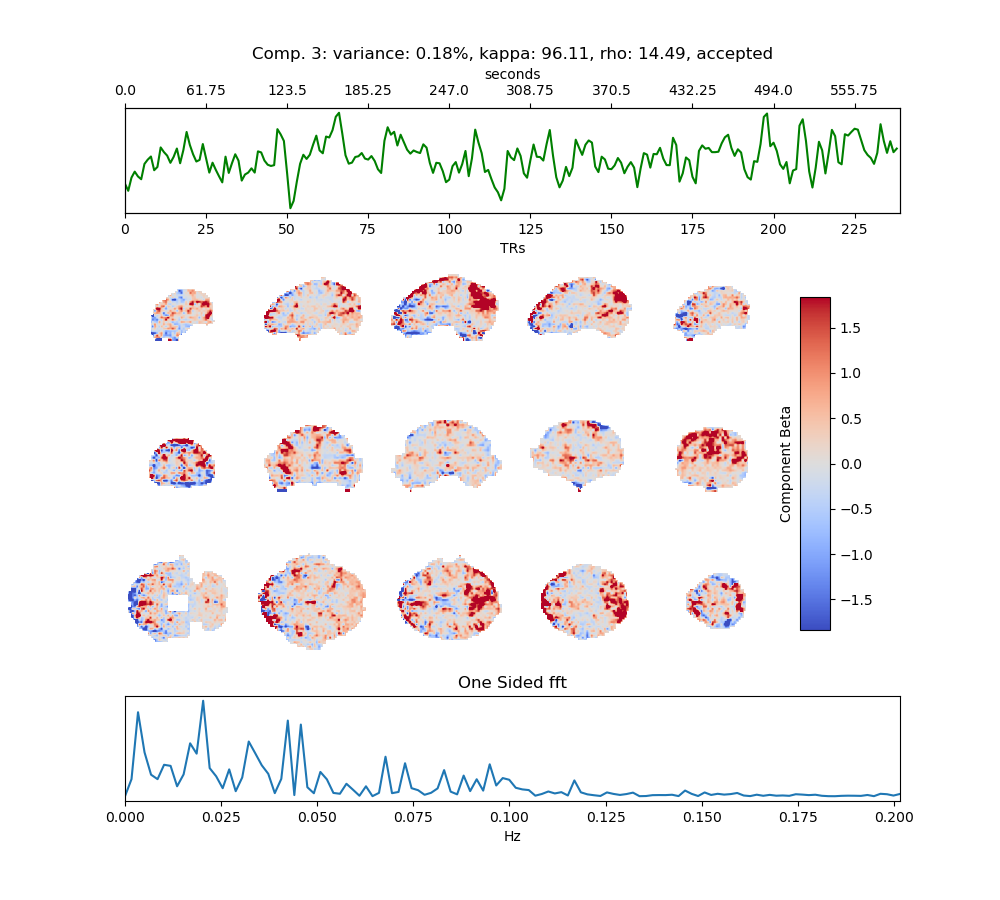 Comp. 3: variance: 0.18%, kappa: 96.11, rho: 14.49, accepted
seconds
0.0 61.75 123.5 185.25 247.0 308.75 370.5 432.25 494.0 555.75
0 25 50 75 100 125 150 175 200 225
TRs
1.5
1.0
0.5
0.0
−0.5
−1.0
−1.5
Component Beta
One Sided fft
0.000 0.025 0.050 0.075 0.100 0.125 0.150 0.175 0.200
Hz